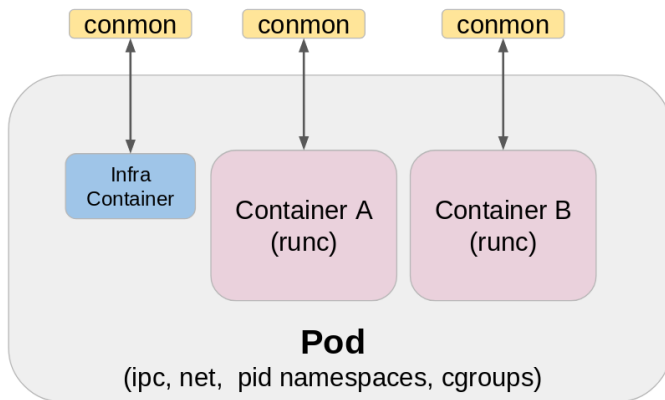 conmon
conmon
conmon
Infra
Container
Container A
(runc)
Container B
(runc)
Pod
(ipc, net, pid namespaces, cgroups)